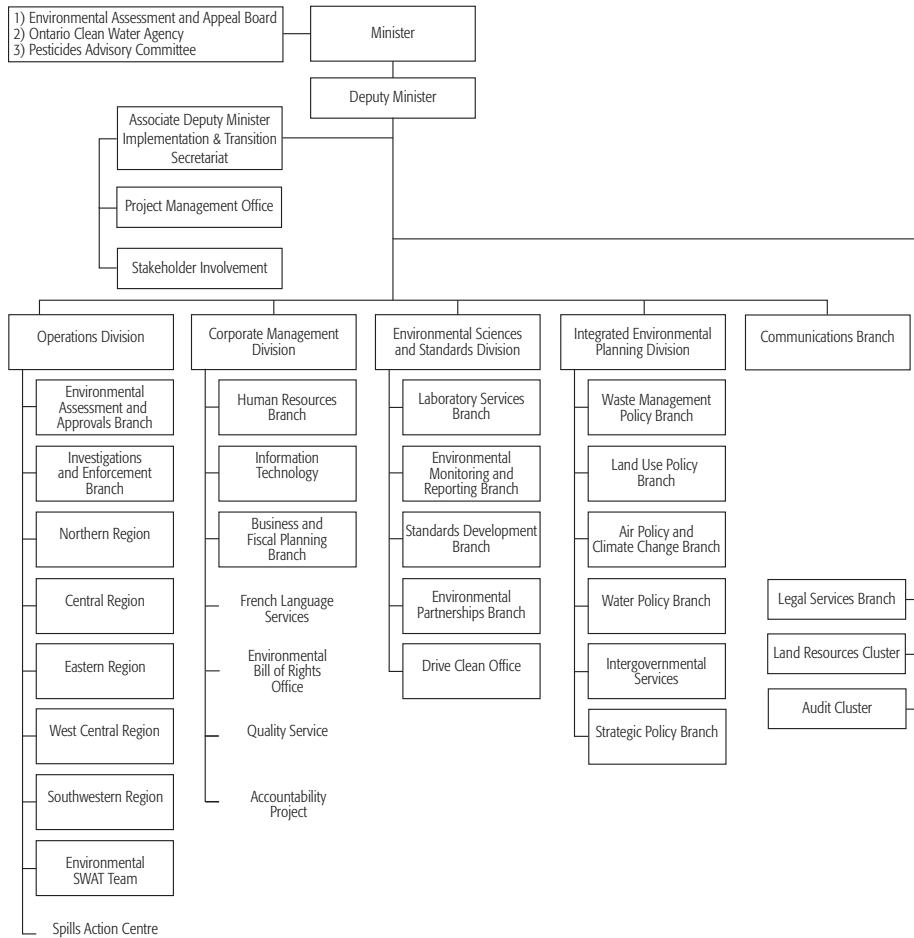 1) Environmental Assessment and Appeal Board
2) Ontario Clean Water Agency
3) Pesticides Advisory Committee
Minister
Deputy Minister
Associate Deputy Minister
Implementation & Transition
Secretariat
Project Management Office
Stakeholder Involvement
Operations Division
Environmental
Assessment and
Approvals Branch
Investigations
and Enforcement
Branch
Northern Region
Central Region
Eastern Region
West Central Region
Southwestern Region
Environmental
SWAT Team
Spills Action Centre
Corporate Management
Division
Human Resources
Branch
Information
Technology
Business and
Fiscal Planning
Branch
French Language
Services
Environmental
Bill of Rights
Office
Quality Service
Accountability
Project
Environmental Sciences
and Standards Division
Laboratory Services
Branch
Environmental
Monitoring and
Reporting Branch
Standards Development
Branch
Environmental
Partnerships Branch
Drive Clean Office
Integrated Environmental
Planning Division
Waste Management
Policy Branch
Land Use Policy
Branch
Air Policy and
Climate Change Branch
Water Policy Branch
Intergovernmental
Services
Strategic Policy Branch
Communications Branch
Legal Services Branch
Land Resources Cluster
Audit Cluster